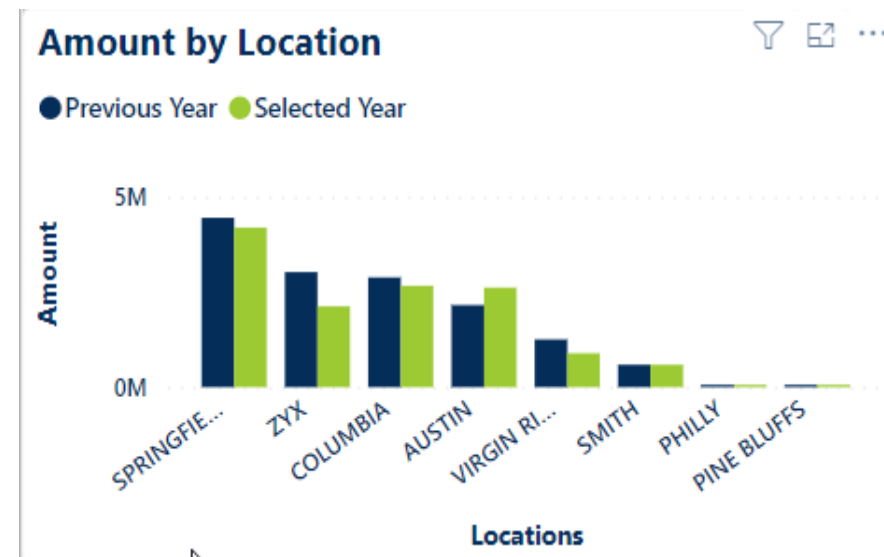 Amount by Location
Previous Year Selected Year
5M
Amount
0M
SPRINGFIE...
ZYX
COLUMBIA
AUSTIN
VIRGIN RI...
SMITH
PHILLY
PINE BLUFFS
Locations